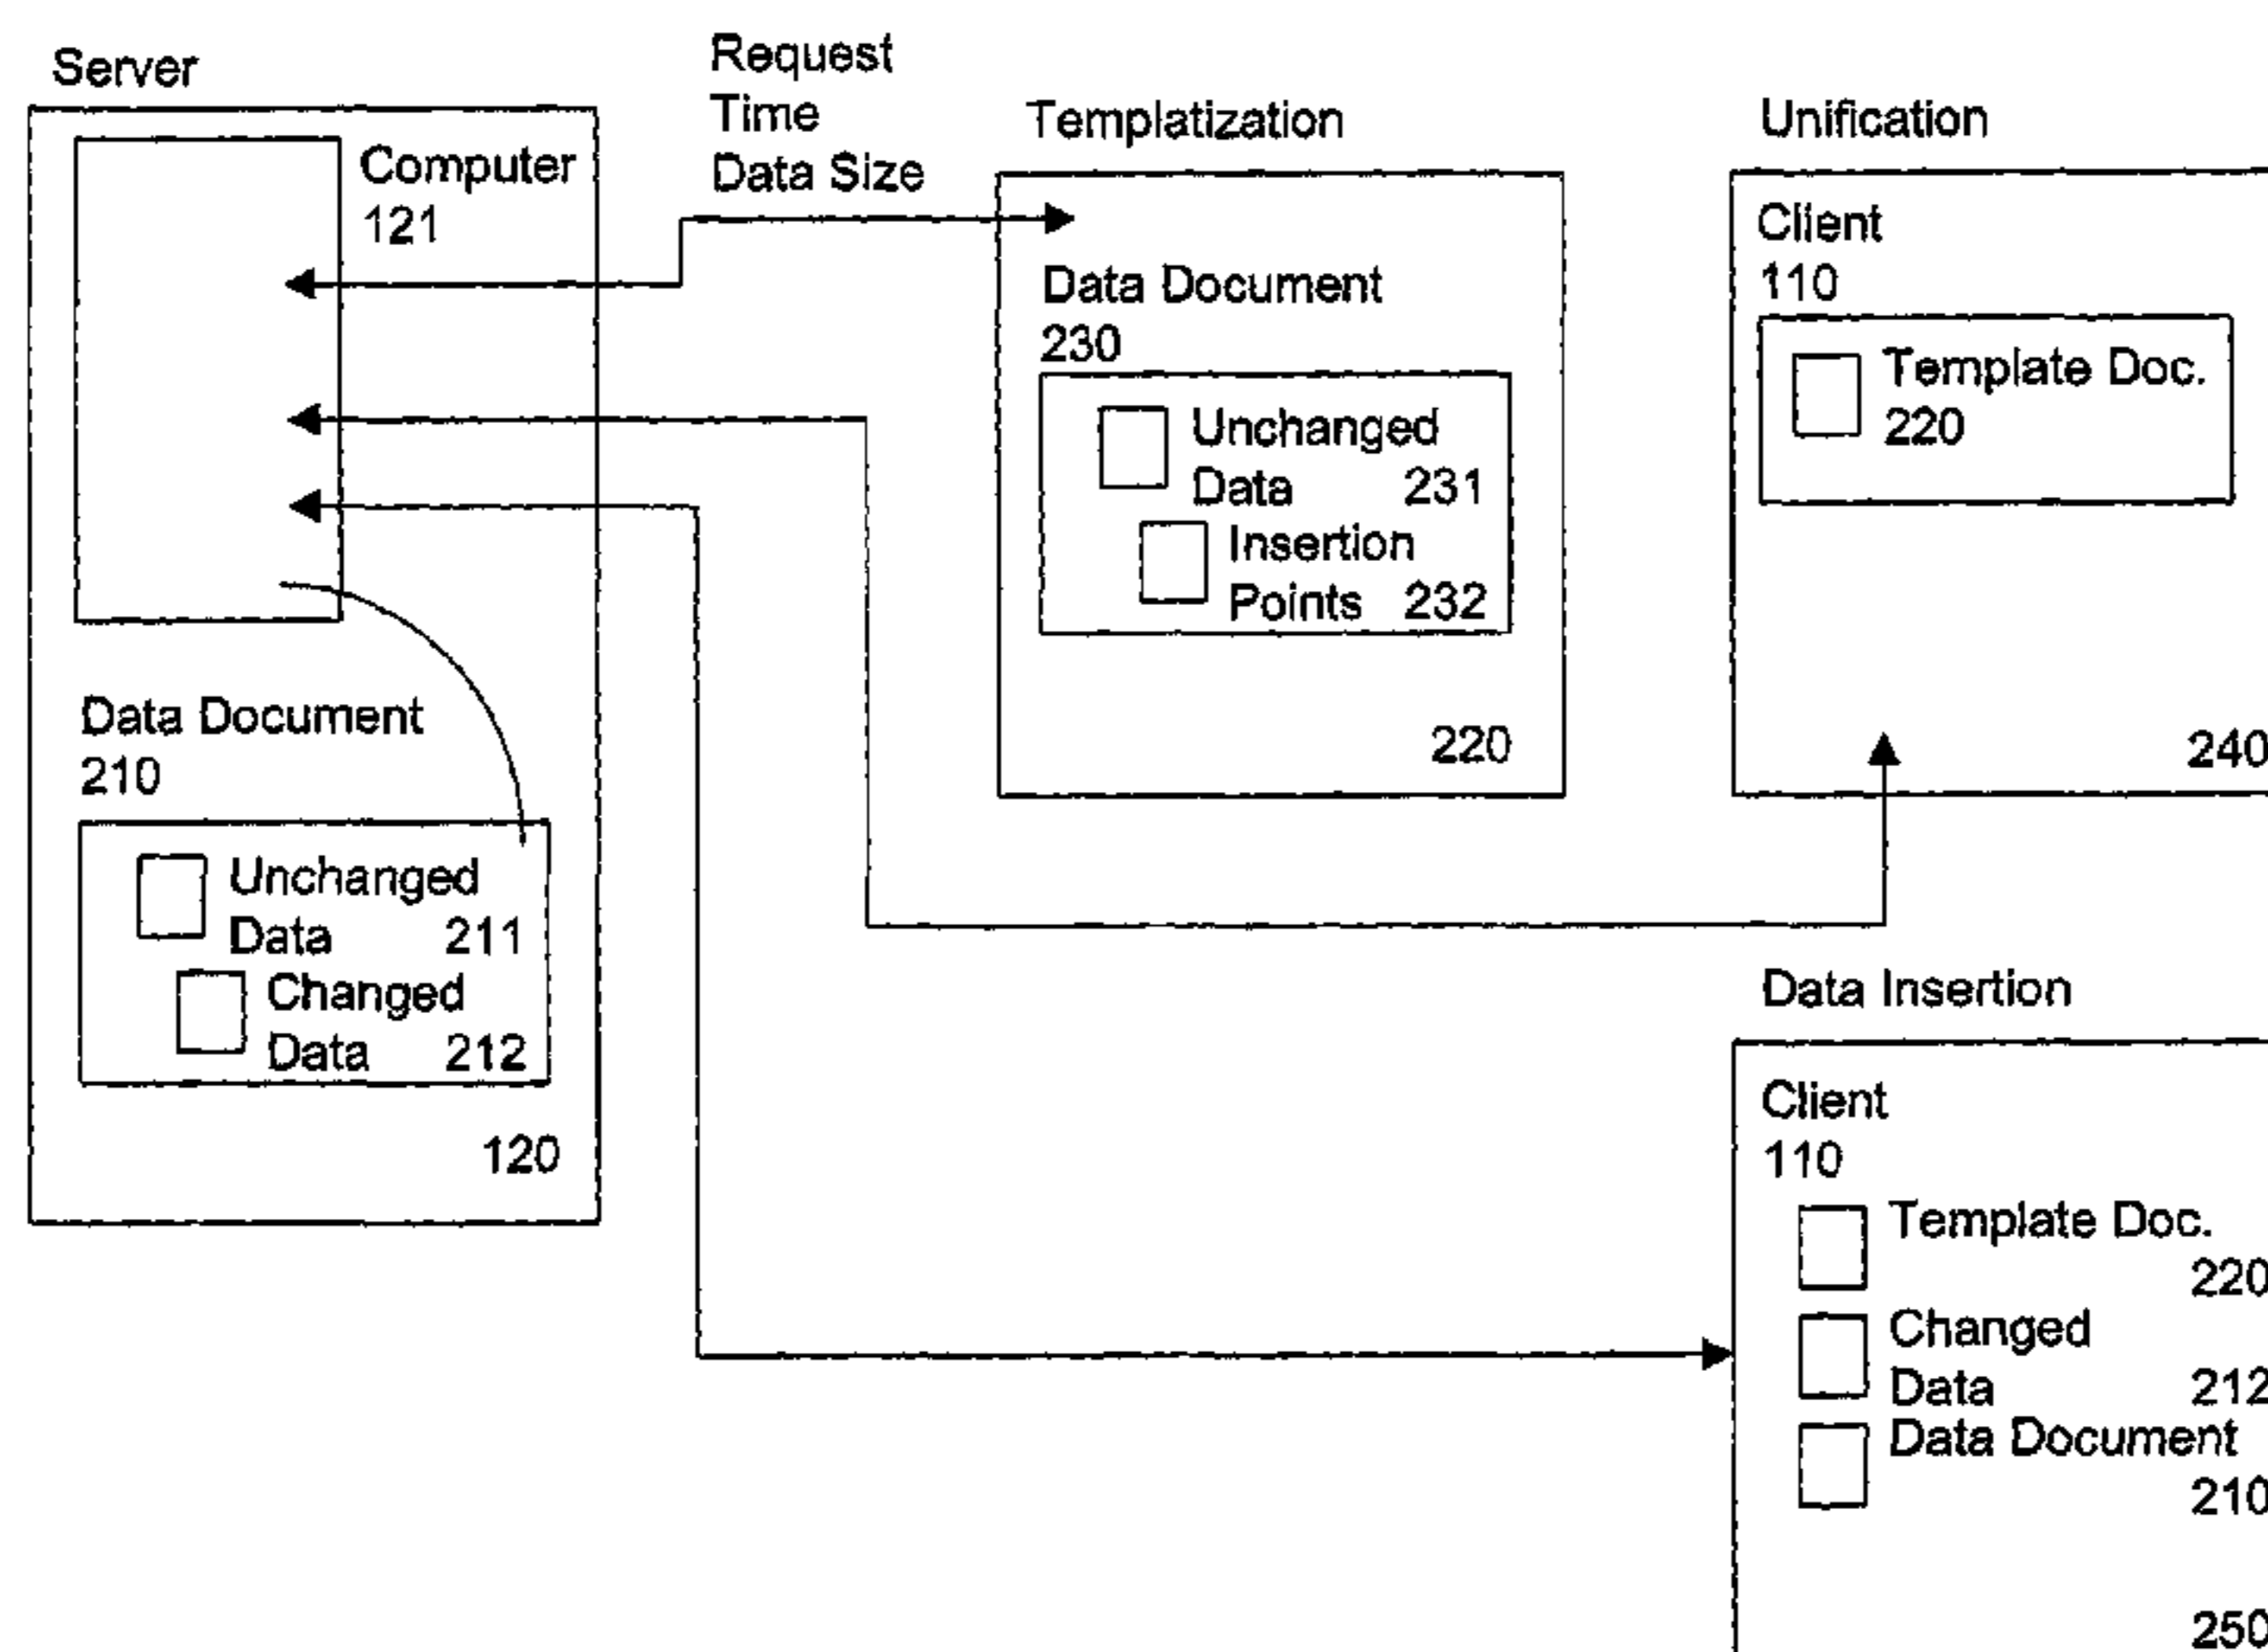 Server
Computer
121
Data Document
210
Unchanged
Data 211
Changed
Data 212
120
Request
Time
Data Size
Templatization
Data Document
230
Unchanged
Data 231
Insertion
Points 232
220
Unification
Client
110
Template Doc.
220
240
Data Insertion
Client
110
Template Doc.
220
Changed
Data 212
Data Document
210
250